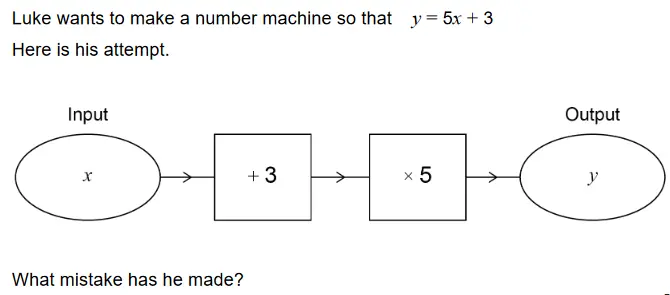 Luke wants to make a number machine so that y = 5x + 3
Here is his attempt.
Input Output
x + 3 × 5 y
What mistake has he made?